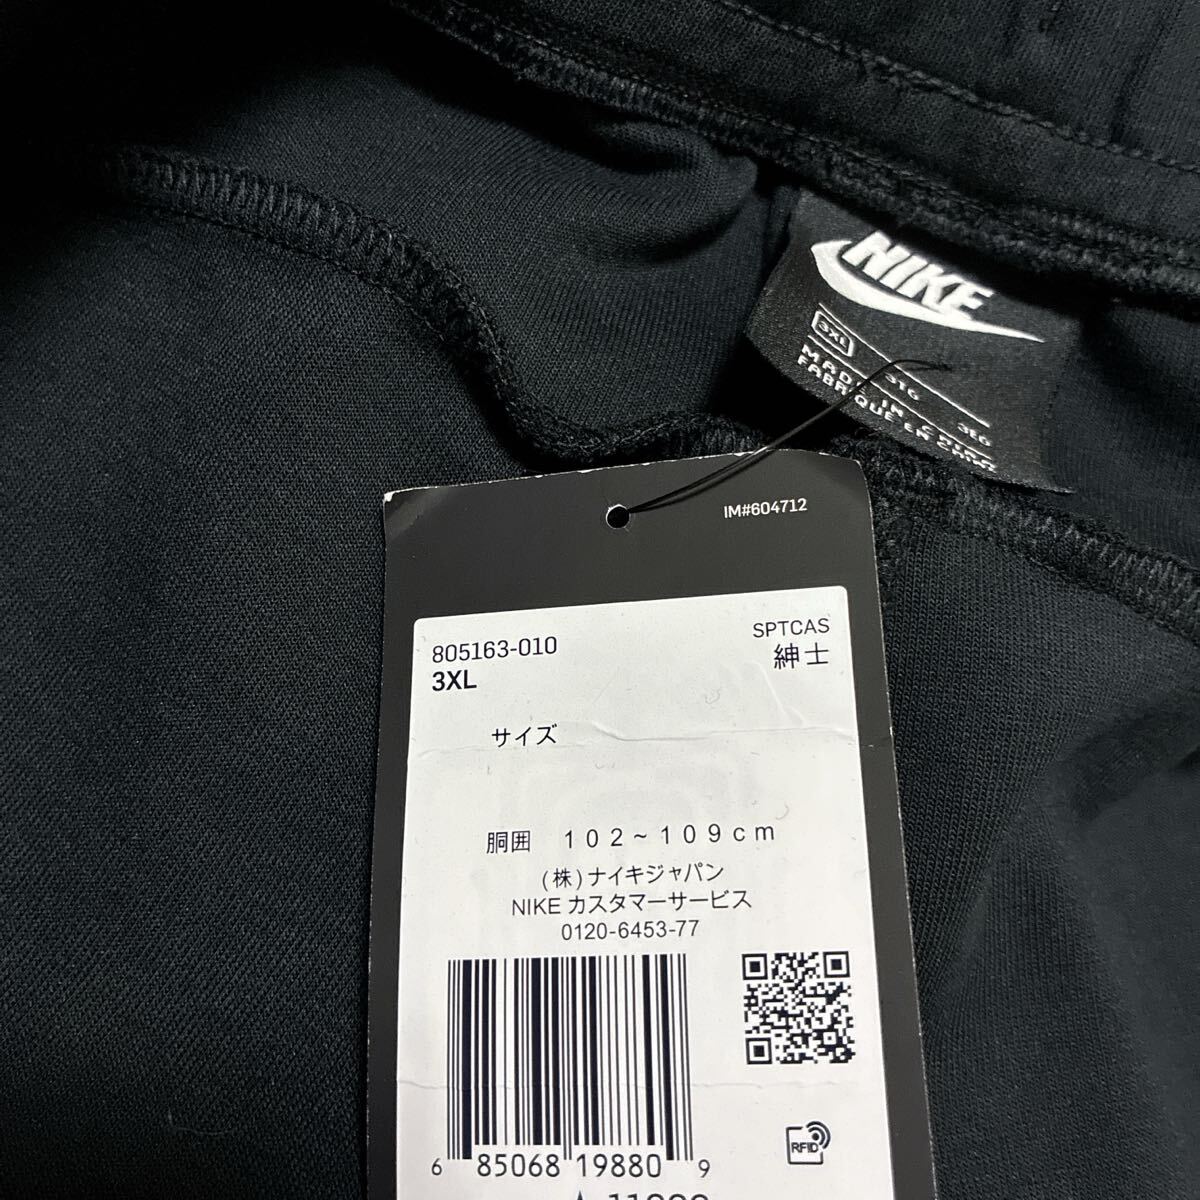 NIKE
3XL
3TG
3EG
MADE IN CHINA
FABRIQUE EN CHINE
IM#604712
805163-010
SPTCAS
3XL
紳士
サイズ
胴囲 102~109cm
(株)ナイキジャパン
NIKE カスタマーサービス
0120-6453-77
RFID
6 85068 19880 9